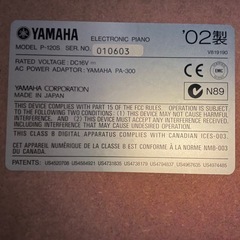 YAMAHA ELECTRONIC PIANO '02製
MODEL P-120S SER. NO. 010603
V818190
RATED VOLTAGE: DC16V
AC POWER ADAPTOR: YAMAHA PA-300
YAMAHA CORPORATION
MADE IN JAPAN
N89
THIS DEVICE COMPLIES WITH PART 15 OF THE FCC RULES. OPERATION IS
SUBJECT TO THE FOLLOWING TWO CONDITIONS: (1) THIS DEVICE MAY NOT
CAUSE HARMFUL INTERFERENCE, AND (2) THIS DEVICE MUST ACCEPT ANY
INTERFERENCE RECEIVED, INCLUDING INTERFERENCE THAT MAY CAUSE
UNDESIRED OPERATION.
THIS CLASS B DIGITAL APPARATUS COMPLIES WITH CANADIAN ICES-003.
CET APPAREIL NUMÉRIQUE DE LA CLASSE B EST CONFORME À LA NORME NMB-003
DU CANADA.
PATENTS: